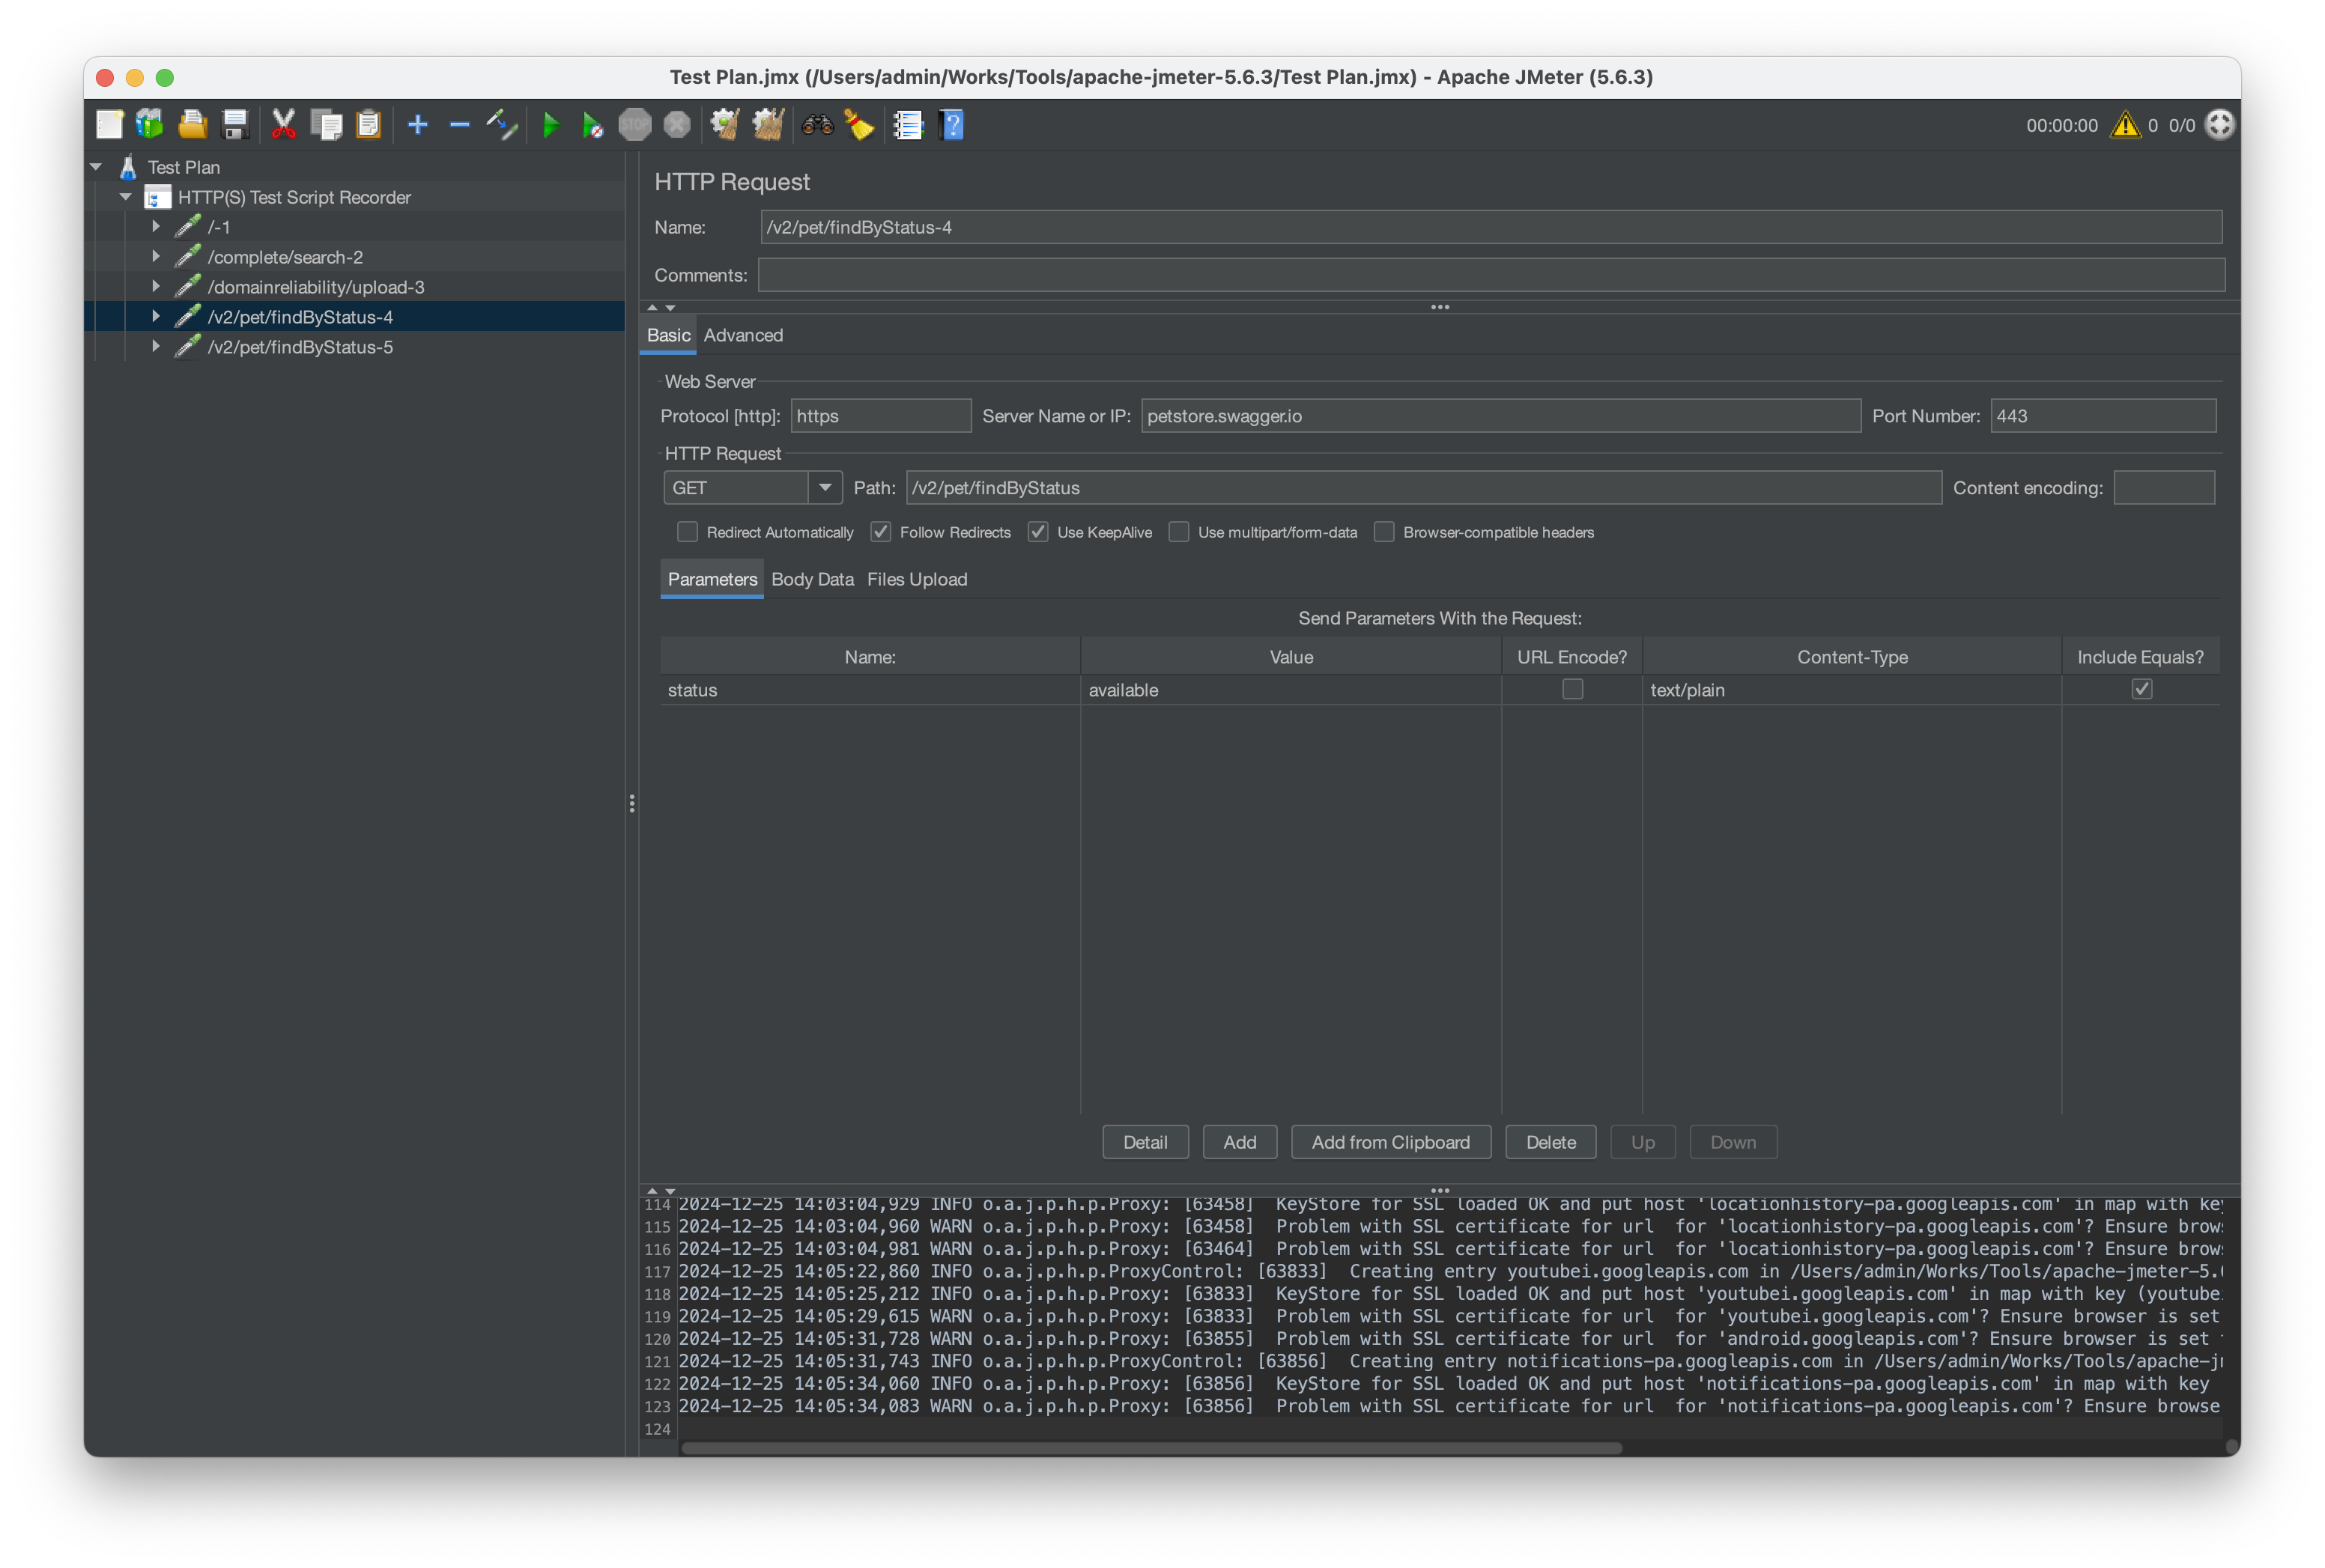 Test Plan.jmx (/Users/admin/Works/Tools/apache-jmeter-5.6.3/Test Plan.jmx) - Apache JMeter (5.6.3)
STOP
00:00:00 0 0/0
Test Plan
HTTP(S) Test Script Recorder
/-1
/complete/search-2
/domainreliability/upload-3
/v2/pet/findByStatus-4
/v2/pet/findByStatus-5
HTTP Request
Name: /v2/pet/findByStatus-4
Comments:
Basic Advanced
Web Server
Protocol [http]: https Server Name or IP: petstore.swagger.io Port Number: 443
HTTP Request
GET Path: /v2/pet/findByStatus Content encoding:
Redirect Automatically Follow Redirects Use KeepAlive Use multipart/form-data Browser-compatible headers
Parameters Body Data Files Upload
Send Parameters With the Request:
Name: Value URL Encode? Content-Type Include Equals?
status available text/plain
Detail Add Add from Clipboard Delete Up Down
114 2024-12-25 14:03:04,929 INFO o.a.j.p.h.p.Proxy: [63458]  KeyStore for SSL loaded OK and put host 'locationhistory-pa.googleapis.com' in map with key
115 2024-12-25 14:03:04,960 WARN o.a.j.p.h.p.Proxy: [63458]  Problem with SSL certificate for url  for 'locationhistory-pa.googleapis.com'? Ensure brow
116 2024-12-25 14:03:04,981 WARN o.a.j.p.h.p.Proxy: [63464]  Problem with SSL certificate for url  for 'locationhistory-pa.googleapis.com'? Ensure brow
117 2024-12-25 14:05:22,860 INFO o.a.j.p.h.p.ProxyControl: [63833]  Creating entry youtubei.googleapis.com in /Users/admin/Works/Tools/apache-jmeter-5.
118 2024-12-25 14:05:25,212 INFO o.a.j.p.h.p.Proxy: [63833]  KeyStore for SSL loaded OK and put host 'youtubei.googleapis.com' in map with key (youtube
119 2024-12-25 14:05:29,615 WARN o.a.j.p.h.p.Proxy: [63833]  Problem with SSL certificate for url  for 'youtubei.googleapis.com'? Ensure browser is set
120 2024-12-25 14:05:31,728 WARN o.a.j.p.h.p.Proxy: [63855]  Problem with SSL certificate for url  for 'android.googleapis.com'? Ensure browser is set
121 2024-12-25 14:05:31,743 INFO o.a.j.p.h.p.ProxyControl: [63856]  Creating entry notifications-pa.googleapis.com in /Users/admin/Works/Tools/apache-j
122 2024-12-25 14:05:34,060 INFO o.a.j.p.h.p.Proxy: [63856]  KeyStore for SSL loaded OK and put host 'notifications-pa.googleapis.com' in map with key
123 2024-12-25 14:05:34,083 WARN o.a.j.p.h.p.Proxy: [63856]  Problem with SSL certificate for url  for 'notifications-pa.googleapis.com'? Ensure browse
124